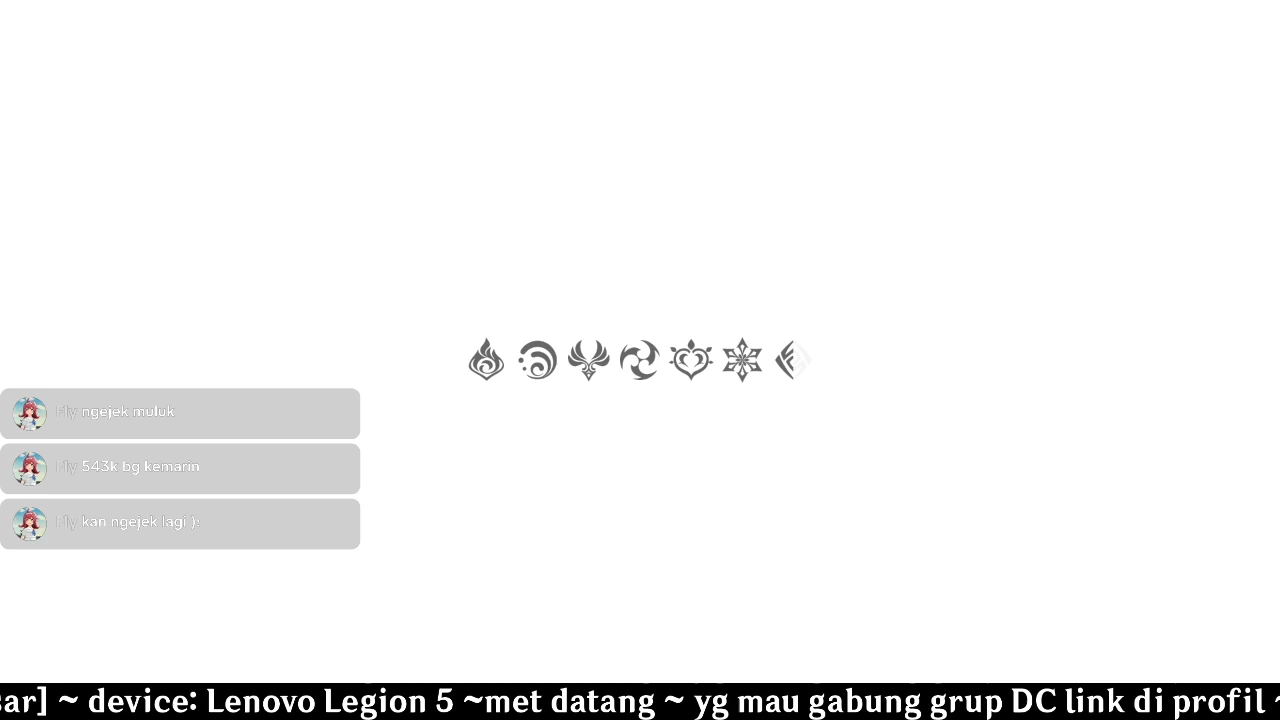 Fly ngejek muluk
Fly 543k bg kemarin
Fly kan ngejek lagi ):
ar] ~ device: Lenovo Legion 5 ~met datang ~ yg mau gabung grup DC link di profil